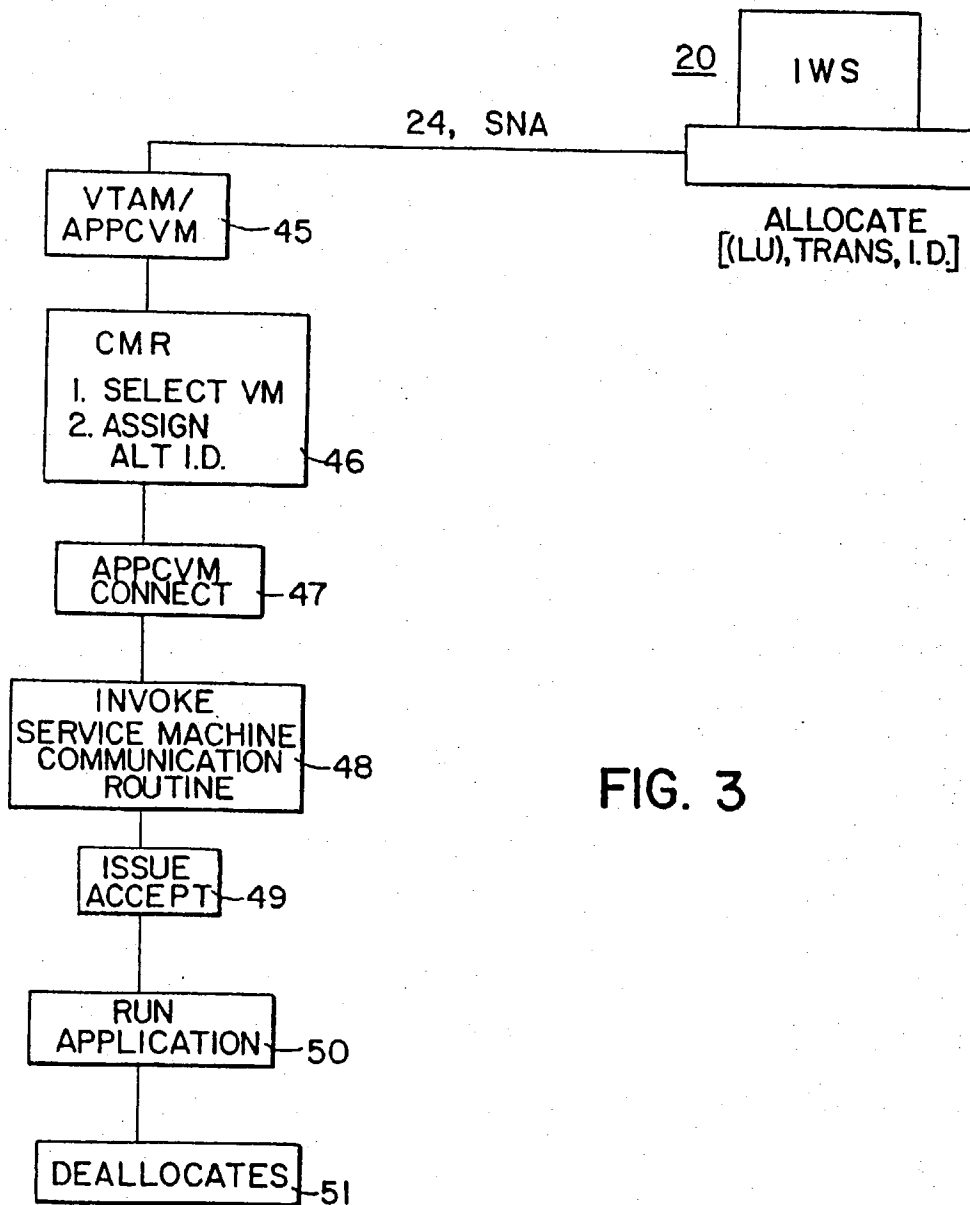 20
IWS
24, SNA
ALLOCATE
[(LU), TRANS, I.D.]
VTAM/
APPCVM
45
CMR
1. SELECT VM
2. ASSIGN
ALT I.D.
46
APPCVM
CONNECT
47
INVOKE
SERVICE MACHINE
COMMUNICATION
ROUTINE
48
ISSUE
ACCEPT
49
RUN
APPLICATION
50
DEALLOCATES
51
FIG. 3